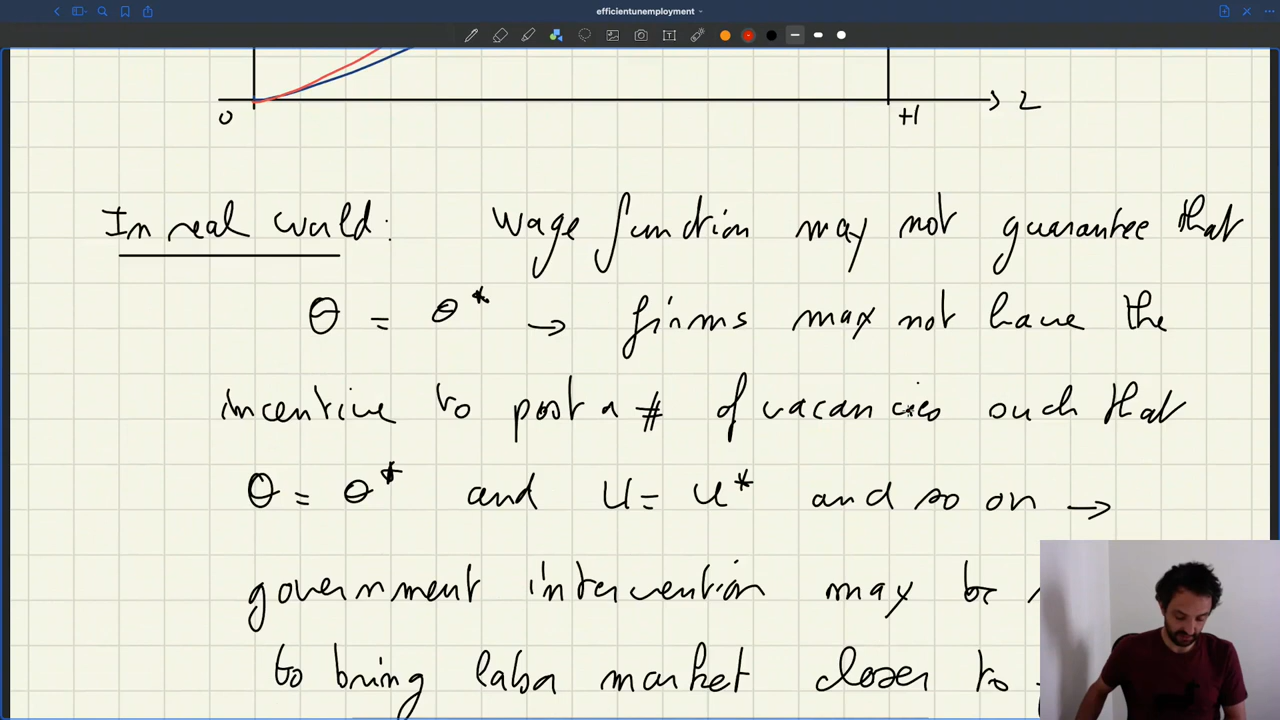 efficientunemployment
0
+1
L
In real world: wage function may not guarantee that
θ = θ* → firms may not have the
incentive to post a # of vacancies such that
θ = θ* and u = u* and so on →
government intervention may be
to bring labor market closer to